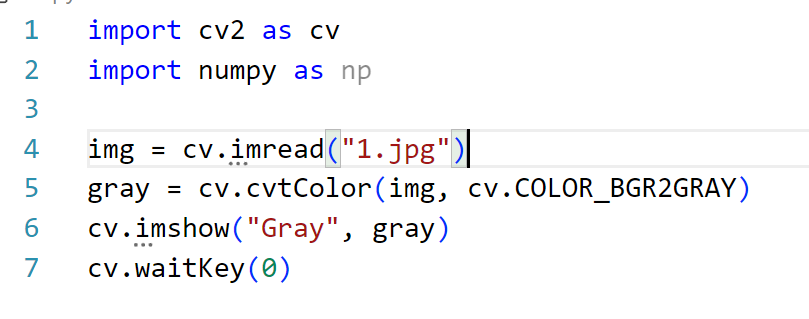 1 import cv2 as cv
2 import numpy as np
3
4 img = cv.imread("1.jpg")
5 gray = cv.cvtColor(img, cv.COLOR_BGR2GRAY)
6 cv.imshow("Gray", gray)
7 cv.waitKey(0)